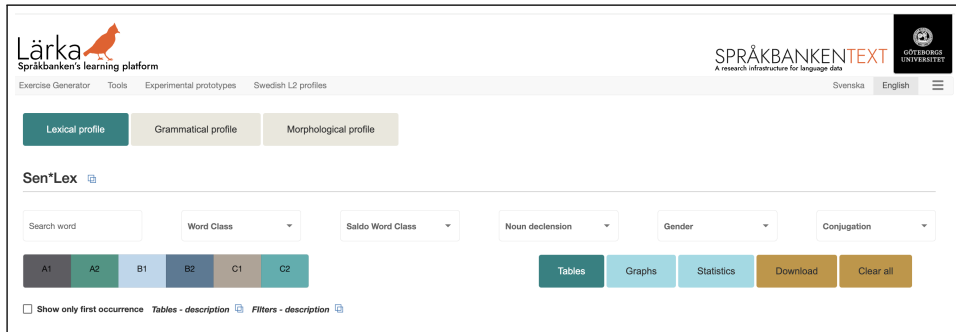 Lärka
Språkbanken's learning platform
SPRÅKBANKENTEXT
A research infrastructure for language data
GÖTEBORGS
UNIVERSITET
Exercise Generator Tools Experimental prototypes Swedish L2 profiles Svenska English
Lexical profile Grammatical profile Morphological profile
Sen*Lex
Search word Word Class Saldo Word Class Noun declension Gender Conjugation
A1 A2 B1 B2 C1 C2 Tables Graphs Statistics Download Clear all
Show only first occurrence Tables - description FIlters - description